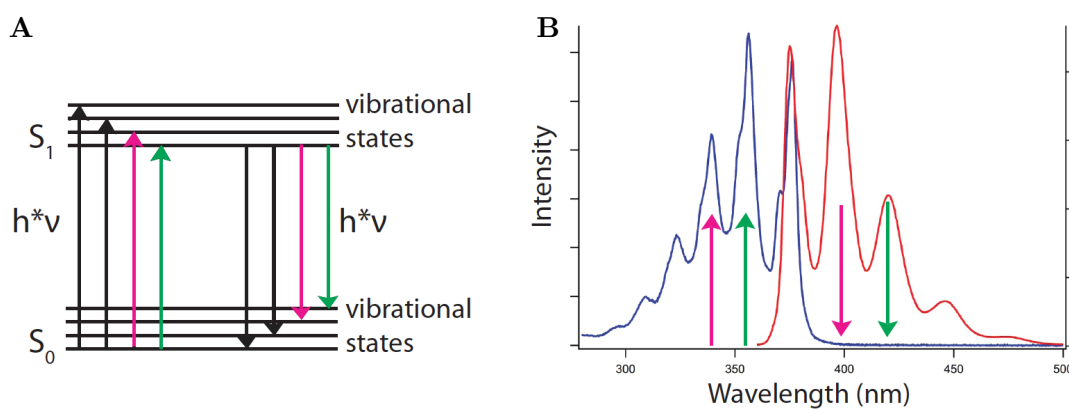 A
B
vibrational
states
S1
h*ν
h*ν
vibrational
states
S0
Intensity
300
350
400
450
500
Wavelength (nm)